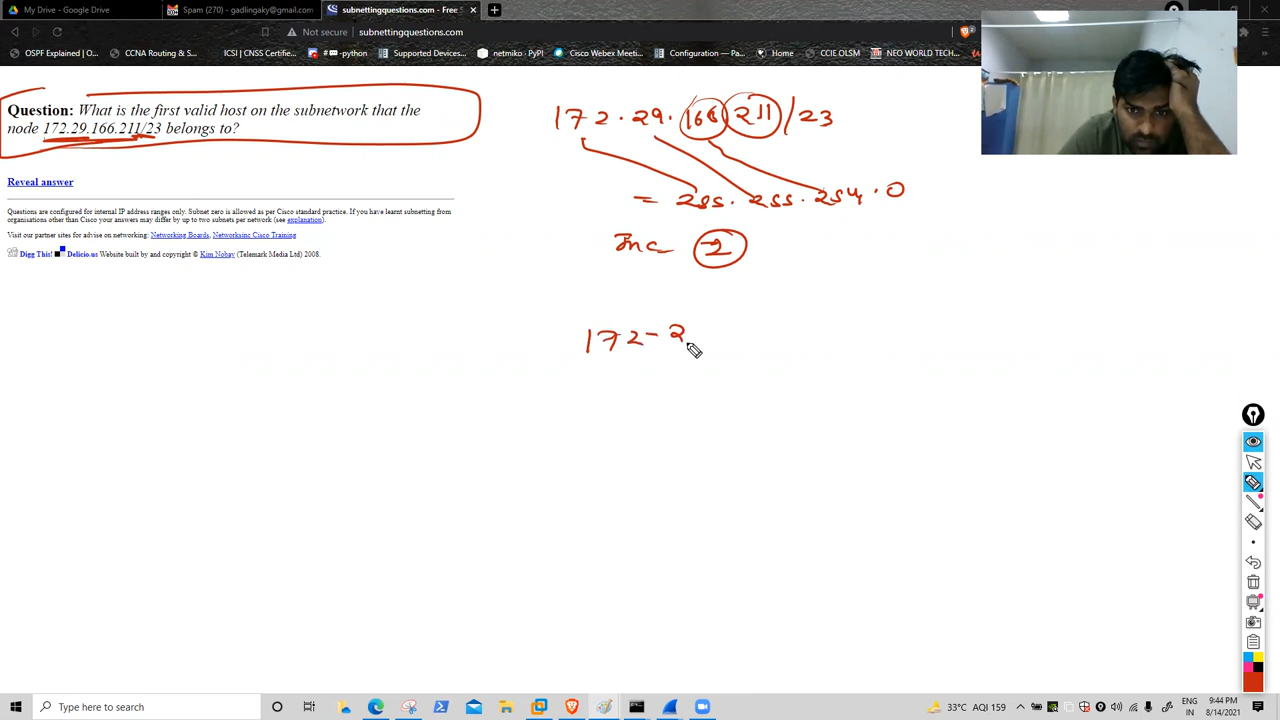 My Drive - Google Drive
Spam (270) - gadlingaky@gmail.com
subnettingquestions.com - Free S
Not secure
subnettingquestions.com
OSPF Explained | O...
CCNA Routing & S...
ICSI | CNSS Certifi...
#️⃣---python
Supported Devices...
netmiko · PyPI
Cisco Webex Meeti...
Configuration — Pa...
Home
CCIE OLSM
NEO WORLD TECH...
Question: What is the first valid host on the subnetwork that the
node 172.29.166.211/23 belongs to?
Reveal answer
Questions are configured for internal IP address ranges only. Subnet zero is allowed as per Cisco standard practice. If you have learnt subnetting from
organisations other than Cisco your answers may differ by up to two subnets per network (see explanation).
Visit our partner sites for advise on networking: Networking Boards, Networksinc Cisco Training
Digg This! Delicio.us Website built by and copyright © Kim Nobay (Telemark Media Ltd) 2008.
172.29.166 211/23
= 255.255.254.0
Inc 2
172-2
Type here to search
33°C AQI 159
ENG
IN
9:44 PM
8/14/2021